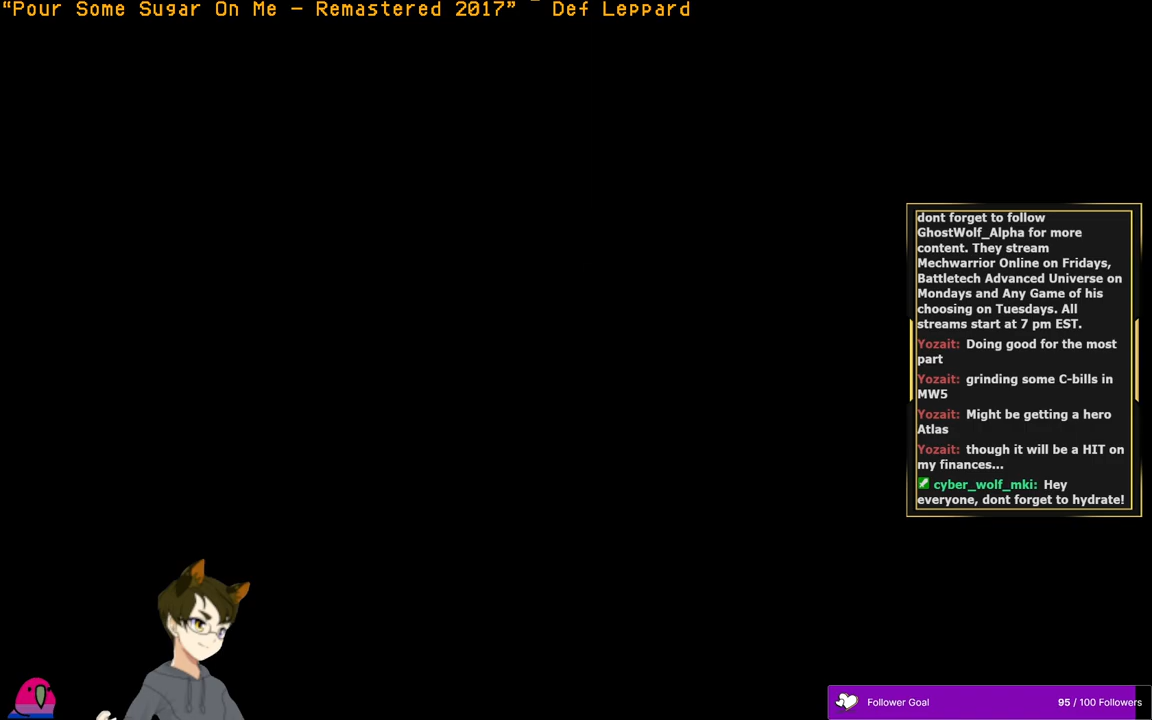 “Pour Some Sugar On Me - Remastered 2017” ~ Def Leppard
dont forget to follow
GhostWolf_Alpha for more
content. They stream
Mechwarrior Online on Fridays,
Battletech Advanced Universe on
Mondays and Any Game of his
choosing on Tuesdays. All
streams start at 7 pm EST.
Yozait: Doing good for the most
part
Yozait: grinding some C-bills in
MW5
Yozait: Might be getting a hero
Atlas
Yozait: though it will be a HIT on
my finances...
cyber_wolf_mki: Hey
everyone, dont forget to hydrate!
Follower Goal 95 / 100 Followers